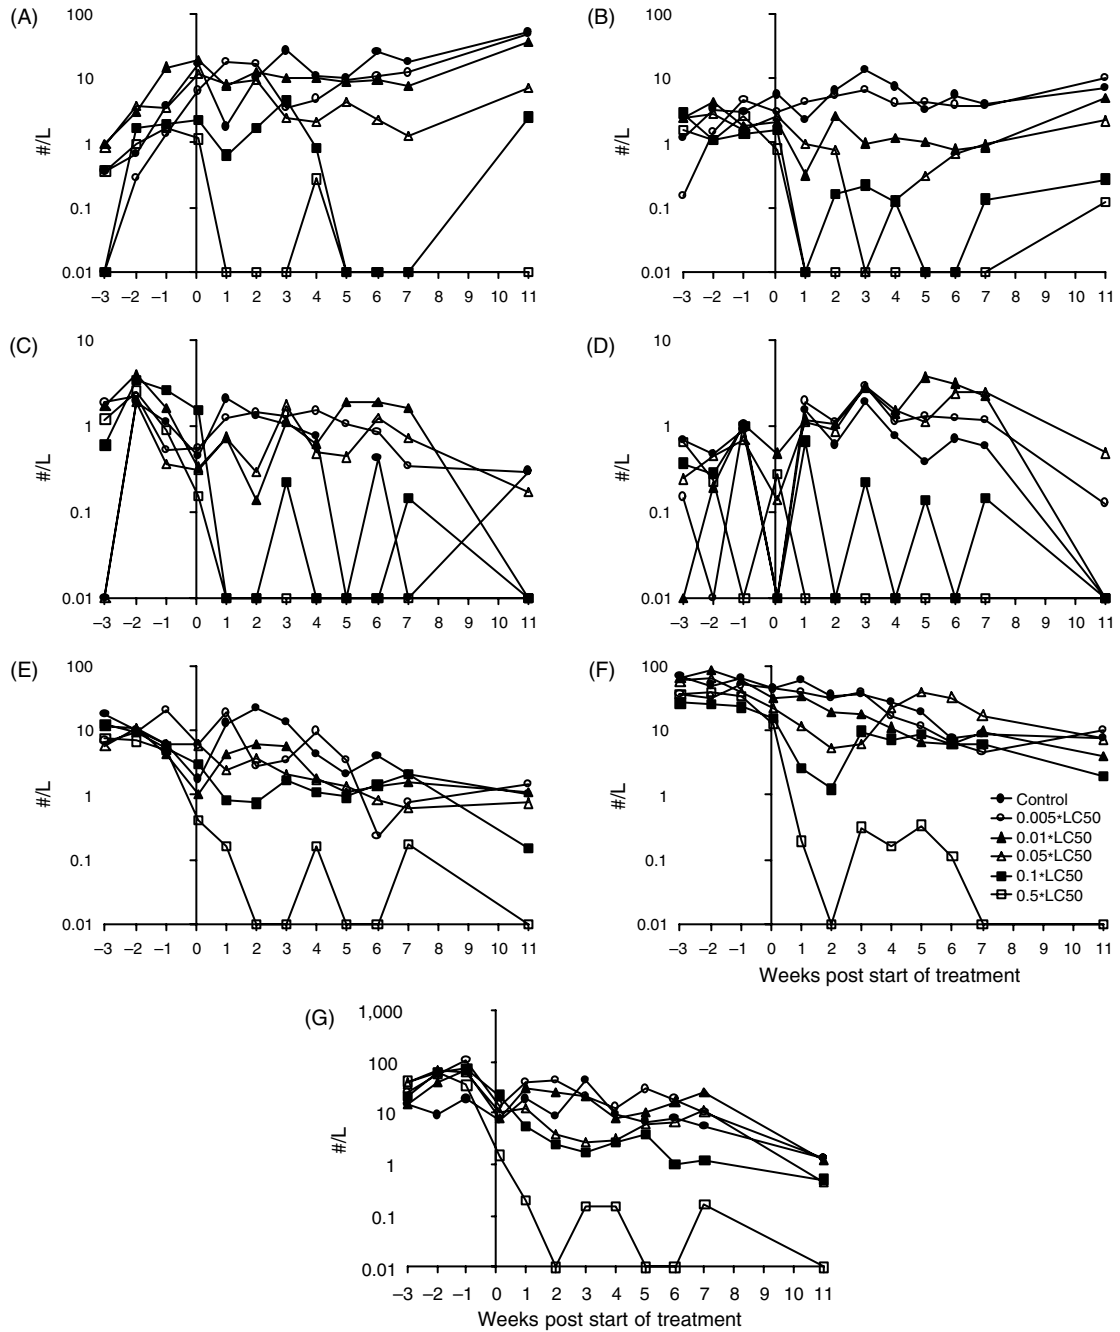 (A)
100
10
1
0.1
0.01
#/L
−3 −2 −1 0 1 2 3 4 5 6 7 8 9 10 11
(B)
100
10
1
0.1
0.01
#/L
−3 −2 −1 0 1 2 3 4 5 6 7 8 9 10 11
(C)
10
1
0.1
0.01
#/L
−3 −2 −1 0 1 2 3 4 5 6 7 8 9 10 11
(D)
10
1
0.1
0.01
#/L
−3 −2 −1 0 1 2 3 4 5 6 7 8 9 10 11
(E)
100
10
1
0.1
0.01
#/L
−3 −2 −1 0 1 2 3 4 5 6 7 8 9 10 11
(F)
100
10
1
0.1
0.01
#/L
Control
0.005*LC50
0.01*LC50
0.05*LC50
0.1*LC50
0.5*LC50
−3 −2 −1 0 1 2 3 4 5 6 7 8 9 10 11
Weeks post start of treatment
(G)
1,000
100
10
1
0.1
0.01
#/L
−3 −2 −1 0 1 2 3 4 5 6 7 8 9 10 11
Weeks post start of treatment